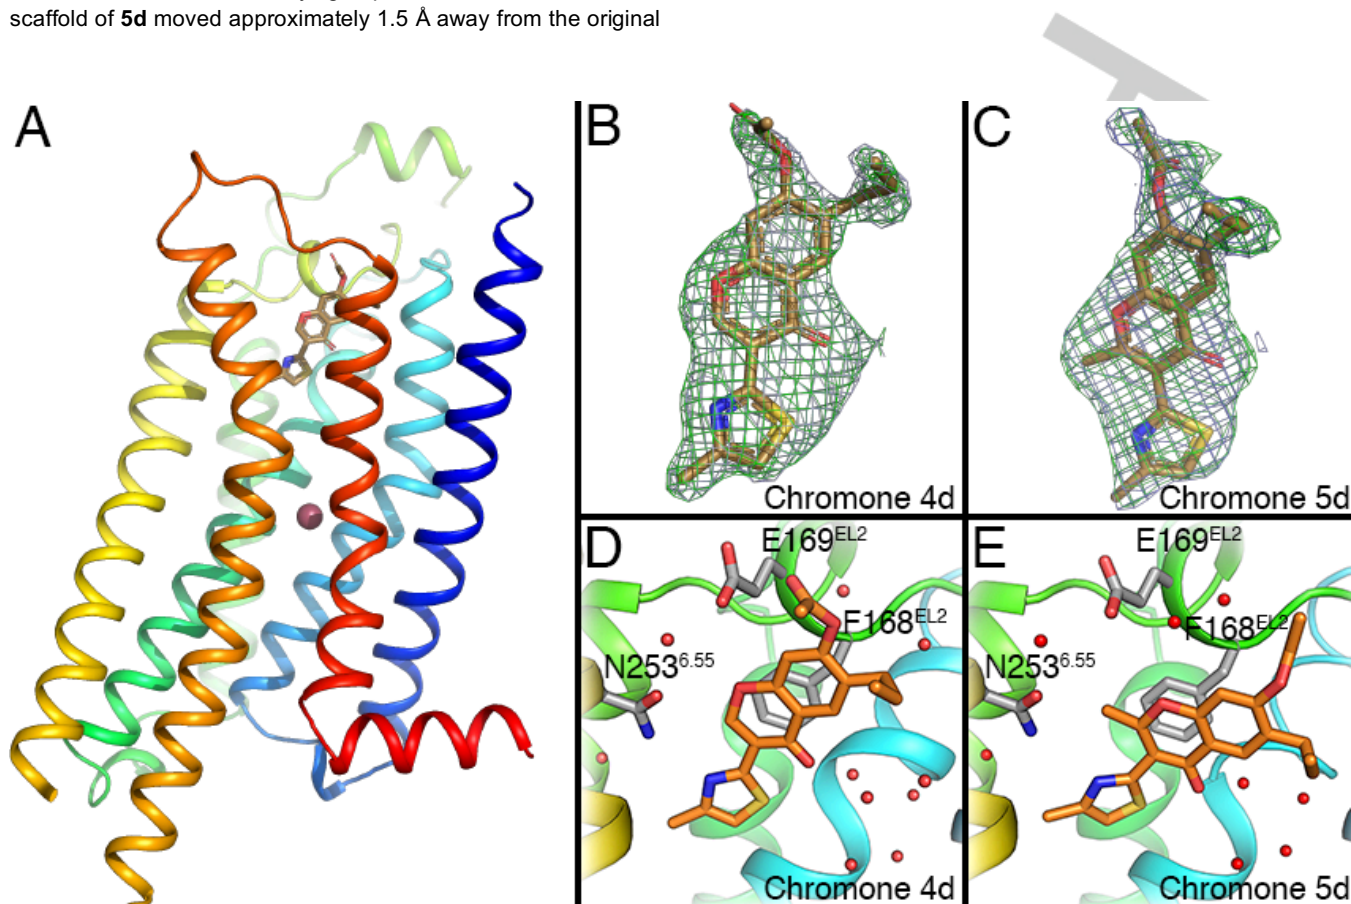 scaffold of 5d moved approximately 1.5 Å away from the original
A
B
Chromone 4d
C
Chromone 5d
D
E169EL2
F168EL2
N2536.55
Chromone 4d
E
E169EL2
F168EL2
N2536.55
Chromone 5d